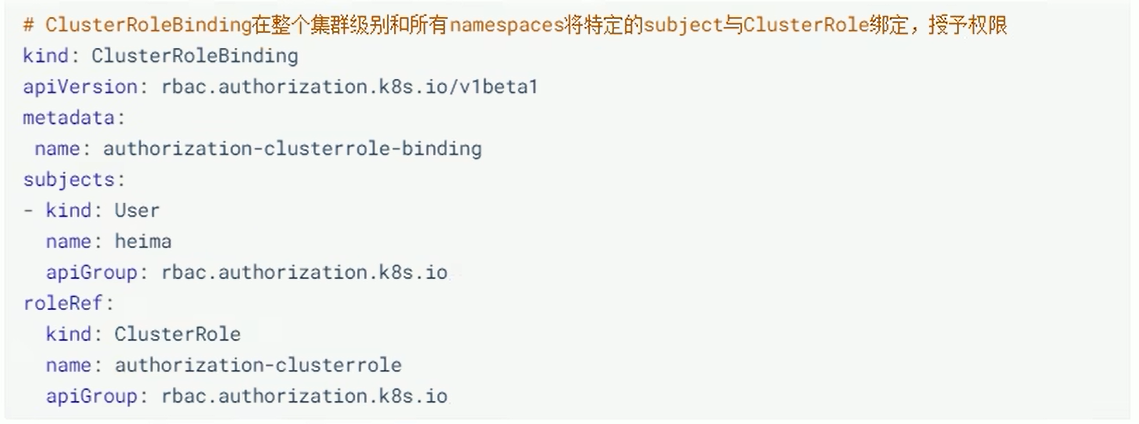 # ClusterRoleBinding在整个集群级别和所有namespaces将特定的subject与ClusterRole绑定，授予权限
kind: ClusterRoleBinding
apiVersion: rbac.authorization.k8s.io/v1beta1
metadata:
 name: authorization-clusterrole-binding
subjects:
- kind: User
  name: heima
  apiGroup: rbac.authorization.k8s.io
roleRef:
  kind: ClusterRole
  name: authorization-clusterrole
  apiGroup: rbac.authorization.k8s.io